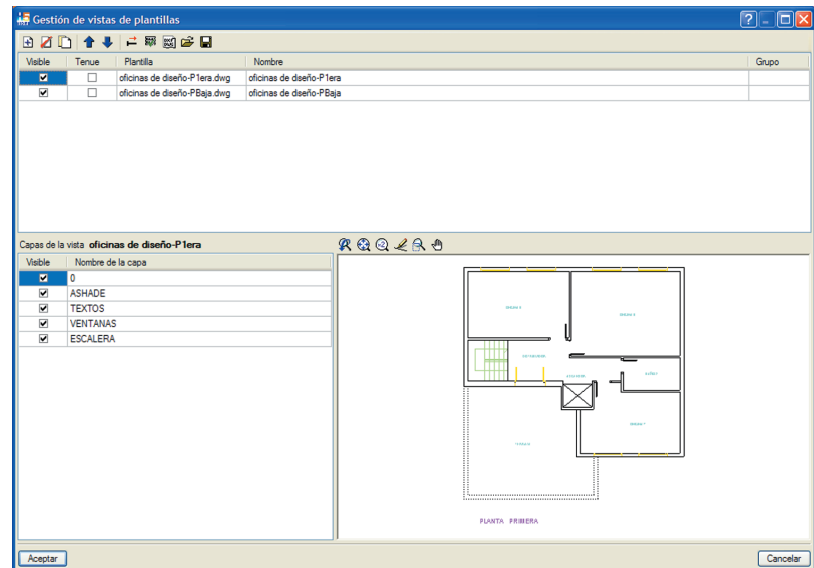 Gestión de vistas de plantillas
Visible Tenue Plantilla Nombre Grupo
oficinas de diseño-P1era.dwg oficinas de diseño-P1era
oficinas de diseño-PBaja.dwg oficinas de diseño-PBaja
Capas de la vista oficinas de diseño-P1era
Visible Nombre de la capa
0
ASHADE
TEXTOS
VENTANAS
ESCALERA
PLANTA PRIMERA
Aceptar Cancelar